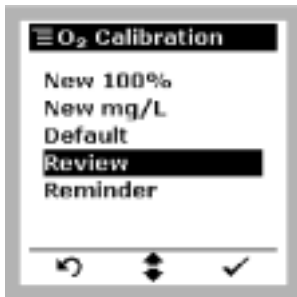 O₂ Calibration
New 100%
New mg/L
Default
Review
Reminder